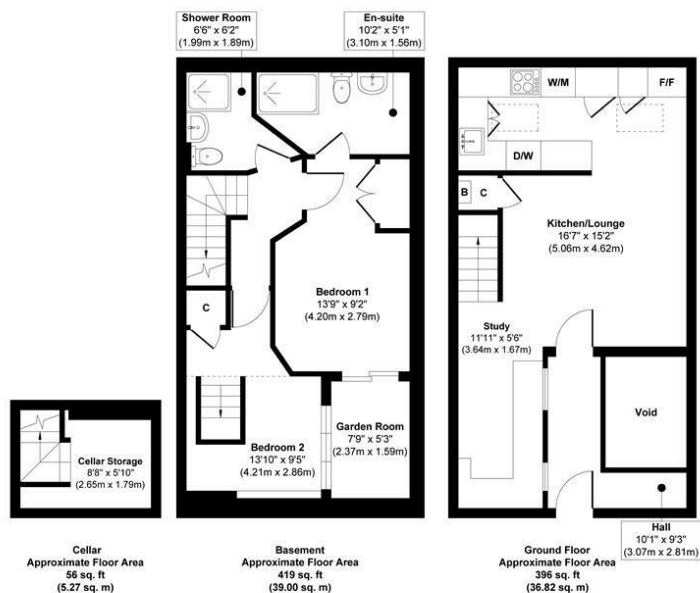 Shower Room
6'6" x 6'2"
(1.99m x 1.89m)
En-suite
10'2" x 5'1"
(3.10m x 1.56m)
W/M
F/F
D/W
B
C
Kitchen/Lounge
16'7" x 15'2"
(5.06m x 4.62m)
Bedroom 1
13'9" x 9'2"
(4.20m x 2.79m)
C
Study
11'11" x 5'6"
(3.64m x 1.67m)
Void
Garden Room
7'9" x 5'3"
(2.37m x 1.59m)
Bedroom 2
13'10" x 9'5"
(4.21m x 2.86m)
Cellar Storage
8'8" x 5'10"
(2.65m x 1.79m)
Hall
10'1" x 9'3"
(3.07m x 2.81m)
Cellar
Approximate Floor Area
56 sq. ft
(5.27 sq. m)
Basement
Approximate Floor Area
419 sq. ft
(39.00 sq. m)
Ground Floor
Approximate Floor Area
396 sq. ft
(36.82 sq. m)